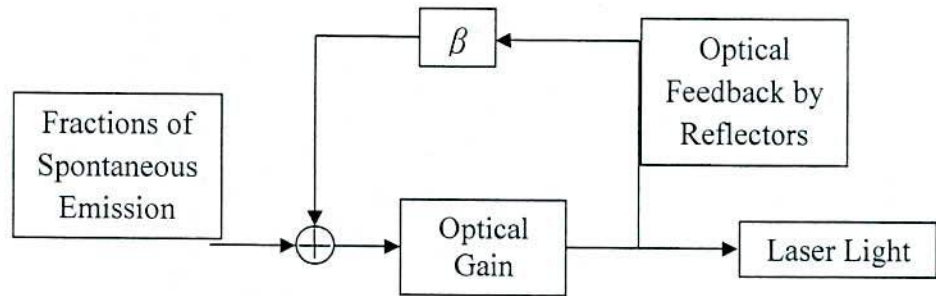 β
Optical
Feedback by
Reflectors
Fractions of
Spontaneous
Emission
Optical
Gain
Laser Light